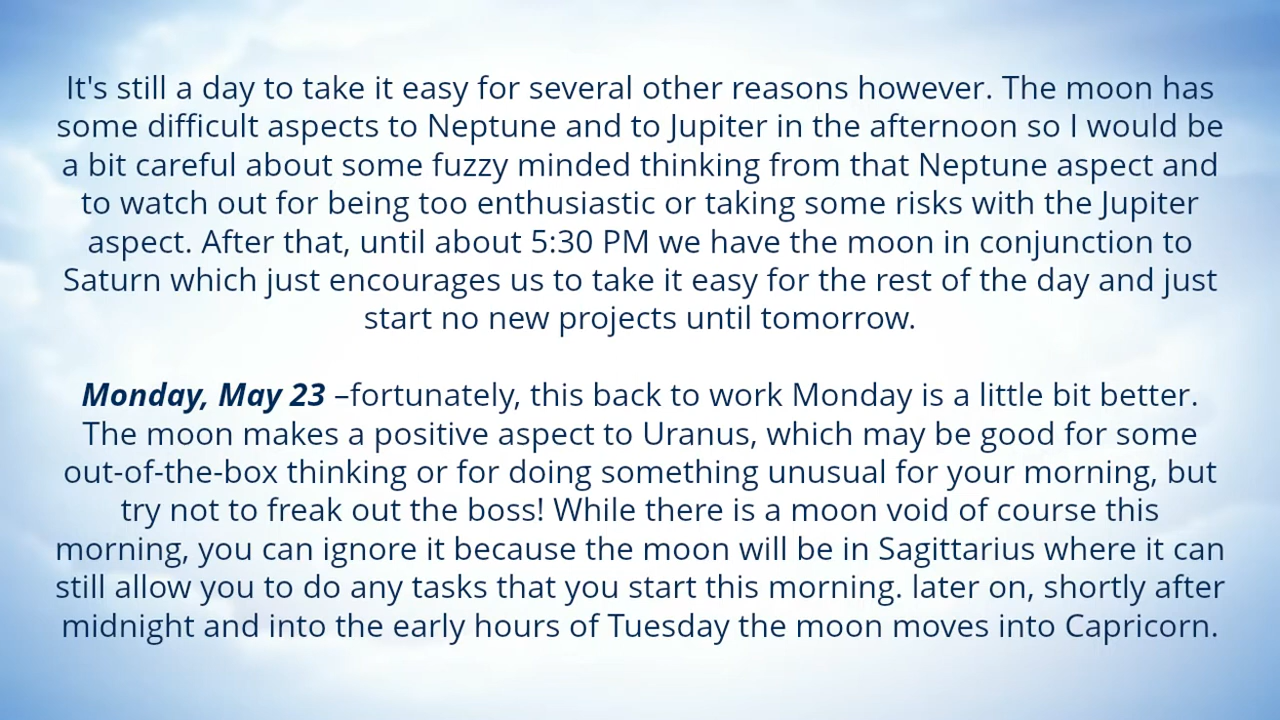 It's still a day to take it easy for several other reasons however. The moon has
some difficult aspects to Neptune and to Jupiter in the afternoon so I would be
a bit careful about some fuzzy minded thinking from that Neptune aspect and
to watch out for being too enthusiastic or taking some risks with the Jupiter
aspect. After that, until about 5:30 PM we have the moon in conjunction to
Saturn which just encourages us to take it easy for the rest of the day and just
start no new projects until tomorrow.
Monday, May 23 –fortunately, this back to work Monday is a little bit better.
The moon makes a positive aspect to Uranus, which may be good for some
out-of-the-box thinking or for doing something unusual for your morning, but
try not to freak out the boss! While there is a moon void of course this
morning, you can ignore it because the moon will be in Sagittarius where it can
still allow you to do any tasks that you start this morning. later on, shortly after
midnight and into the early hours of Tuesday the moon moves into Capricorn.